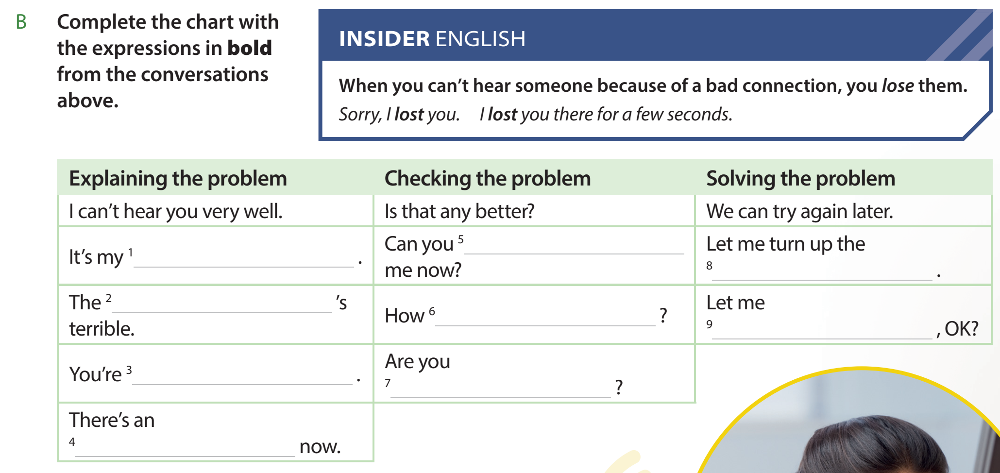 B Complete the chart with
the expressions in bold
from the conversations
above.
INSIDER ENGLISH
When you can't hear someone because of a bad connection, you lose them.
Sorry, I lost you. I lost you there for a few seconds.
Explaining the problem Checking the problem Solving the problem
I can't hear you very well. Is that any better? We can try again later.
It's my 1 .
Can you 5
me now?
Let me turn up the
8 .
The 2 's
terrible.
How 6 ?
Let me
9 , OK?
You're 3 .
Are you
7 ?
There's an
4 now.